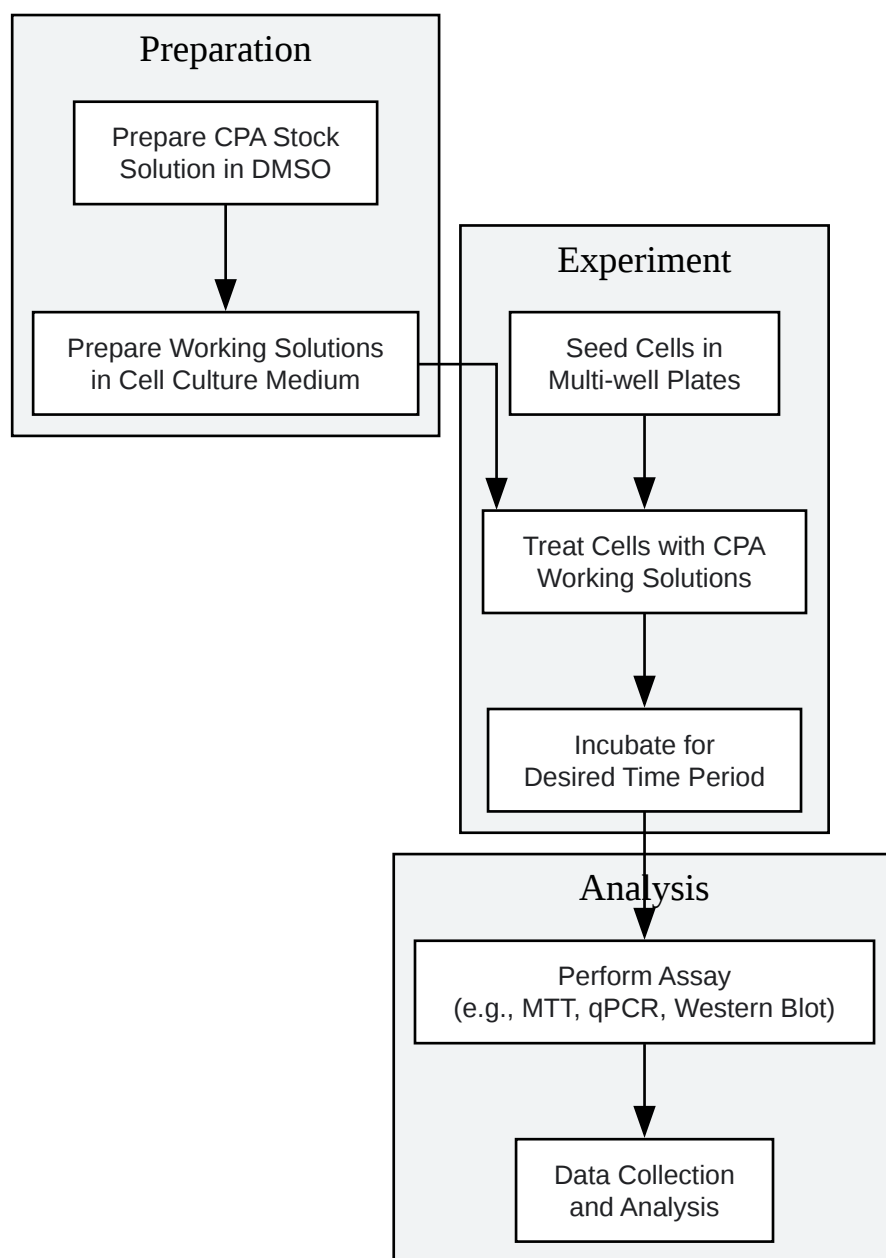 Preparation
Prepare CPA Stock
Solution in DMSO
Prepare Working Solutions
in Cell Culture Medium
Experiment
Seed Cells in
Multi-well Plates
Treat Cells with CPA
Working Solutions
Incubate for
Desired Time Period
Analysis
Perform Assay
(e.g., MTT, qPCR, Western Blot)
Data Collection
and Analysis